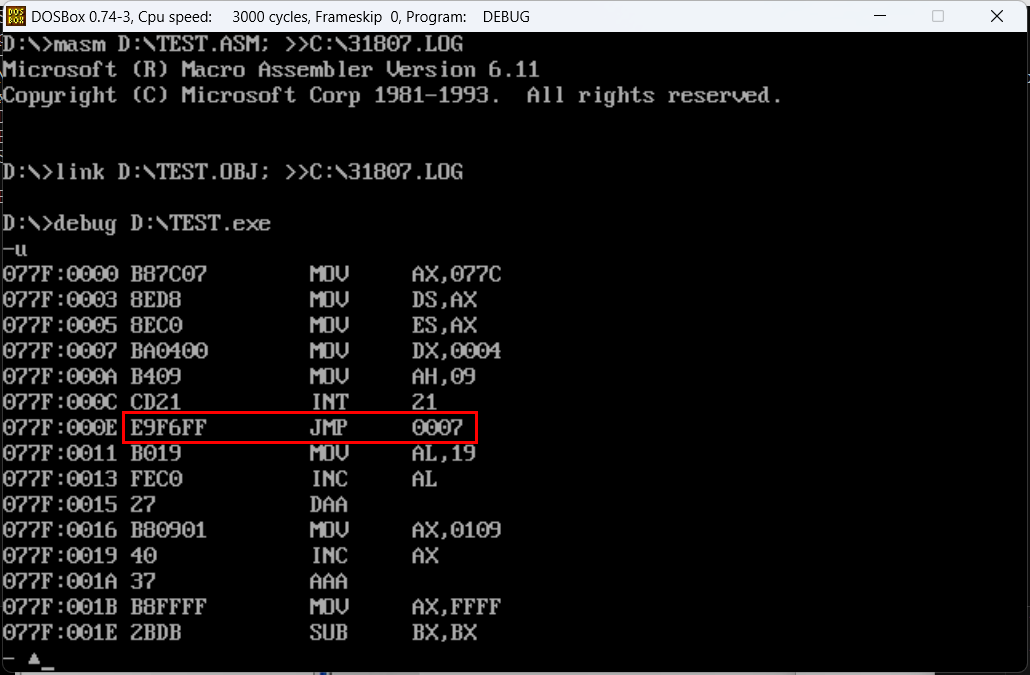 DOSBox 0.74-3, Cpu speed: 3000 cycles, Frameskip 0, Program: DEBUG
D:\>masm D:\TEST.ASM; >>C:\31807.LOG
Microsoft (R) Macro Assembler Version 6.11
Copyright (C) Microsoft Corp 1981-1993. All rights reserved.
D:\>link D:\TEST.OBJ; >>C:\31807.LOG
D:\>debug D:\TEST.exe
-u
077F:0000 B87C07 MOV AX,077C
077F:0003 8ED8 MOV DS,AX
077F:0005 8EC0 MOV ES,AX
077F:0007 BA0400 MOV DX,0004
077F:000A B409 MOV AH,09
077F:000C CD21 INT 21
077F:000E E9F6FF JMP 0007
077F:0011 B019 MOV AL,19
077F:0013 FEC0 INC AL
077F:0015 27 DAA
077F:0016 B80901 MOV AX,0109
077F:0019 40 INC AX
077F:001A 37 AAA
077F:001B B8FFFF MOV AX,FFFF
077F:001E 2BDB SUB BX,BX
- ▲_